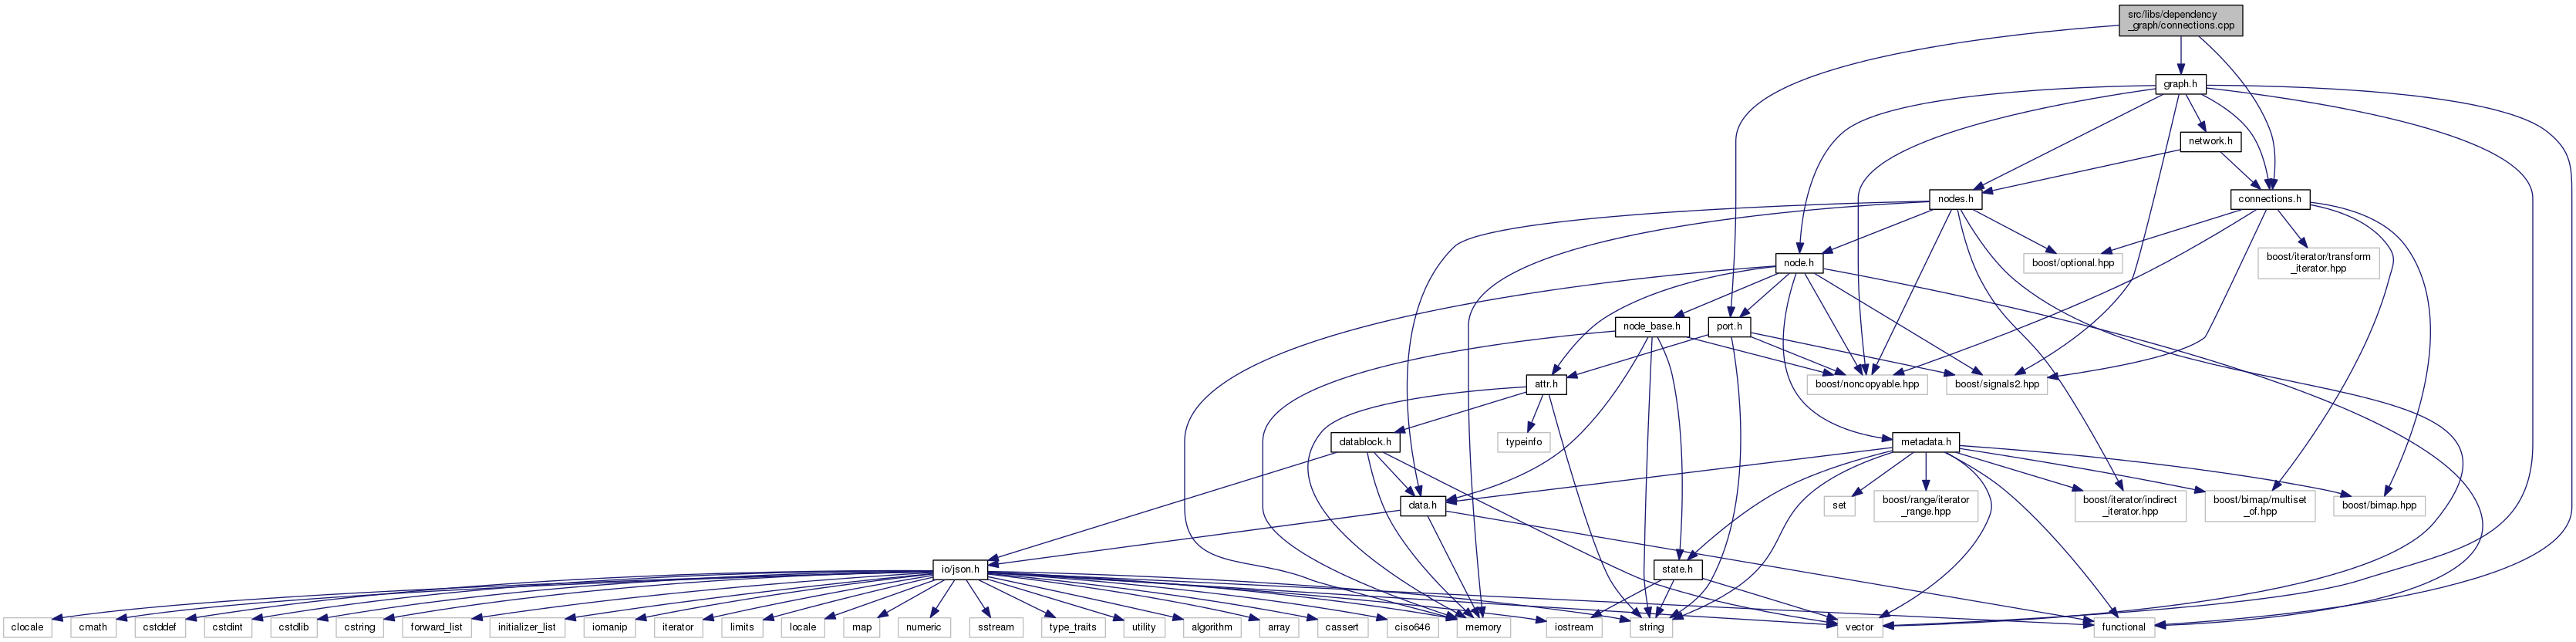 src/libs/dependency
_graph/connections.cpp
graph.h
network.h
nodes.h
connections.h
node.h
boost/optional.hpp
boost/iterator/transform
_iterator.hpp
node_base.h
port.h
attr.h
boost/noncopyable.hpp
boost/signals2.hpp
datablock.h
typeinfo
metadata.h
data.h
set
boost/range/iterator
_range.hpp
boost/iterator/indirect
_iterator.hpp
boost/bimap/multiset
_of.hpp
boost/bimap.hpp
io/json.h
state.h
clocale
cmath
cstddef
cstdint
cstdlib
cstring
forward_list
initializer_list
iomanip
iterator
limits
locale
map
numeric
sstream
type_traits
utility
algorithm
array
cassert
ciso646
memory
iostream
string
vector
functional